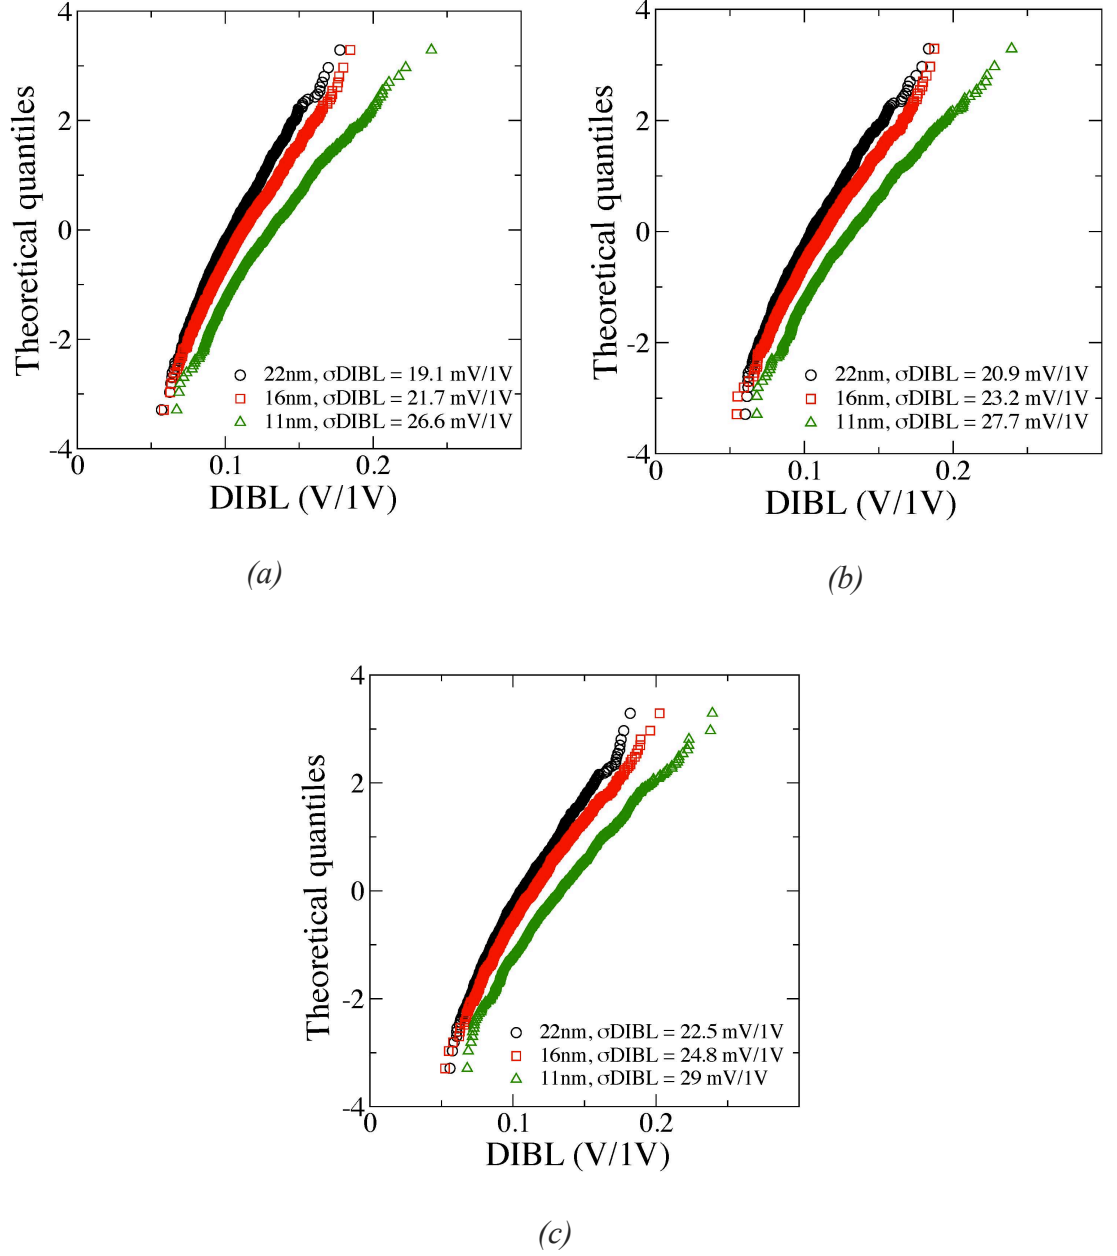 4
2
0
-2
-4
Theoretical quantiles
22nm, σDIBL = 19.1 mV/1V
16nm, σDIBL = 21.7 mV/1V
11nm, σDIBL = 26.6 mV/1V
0 0.1 0.2
DIBL (V/1V)
(a)
4
2
0
-2
-4
Theoretical quantiles
22nm, σDIBL = 20.9 mV/1V
16nm, σDIBL = 23.2 mV/1V
11nm, σDIBL = 27.7 mV/1V
0 0.1 0.2
DIBL (V/1V)
(b)
4
2
0
-2
-4
Theoretical quantiles
22nm, σDIBL = 22.5 mV/1V
16nm, σDIBL = 24.8 mV/1V
11nm, σDIBL = 29 mV/1V
0 0.1 0.2
DIBL (V/1V)
(c)